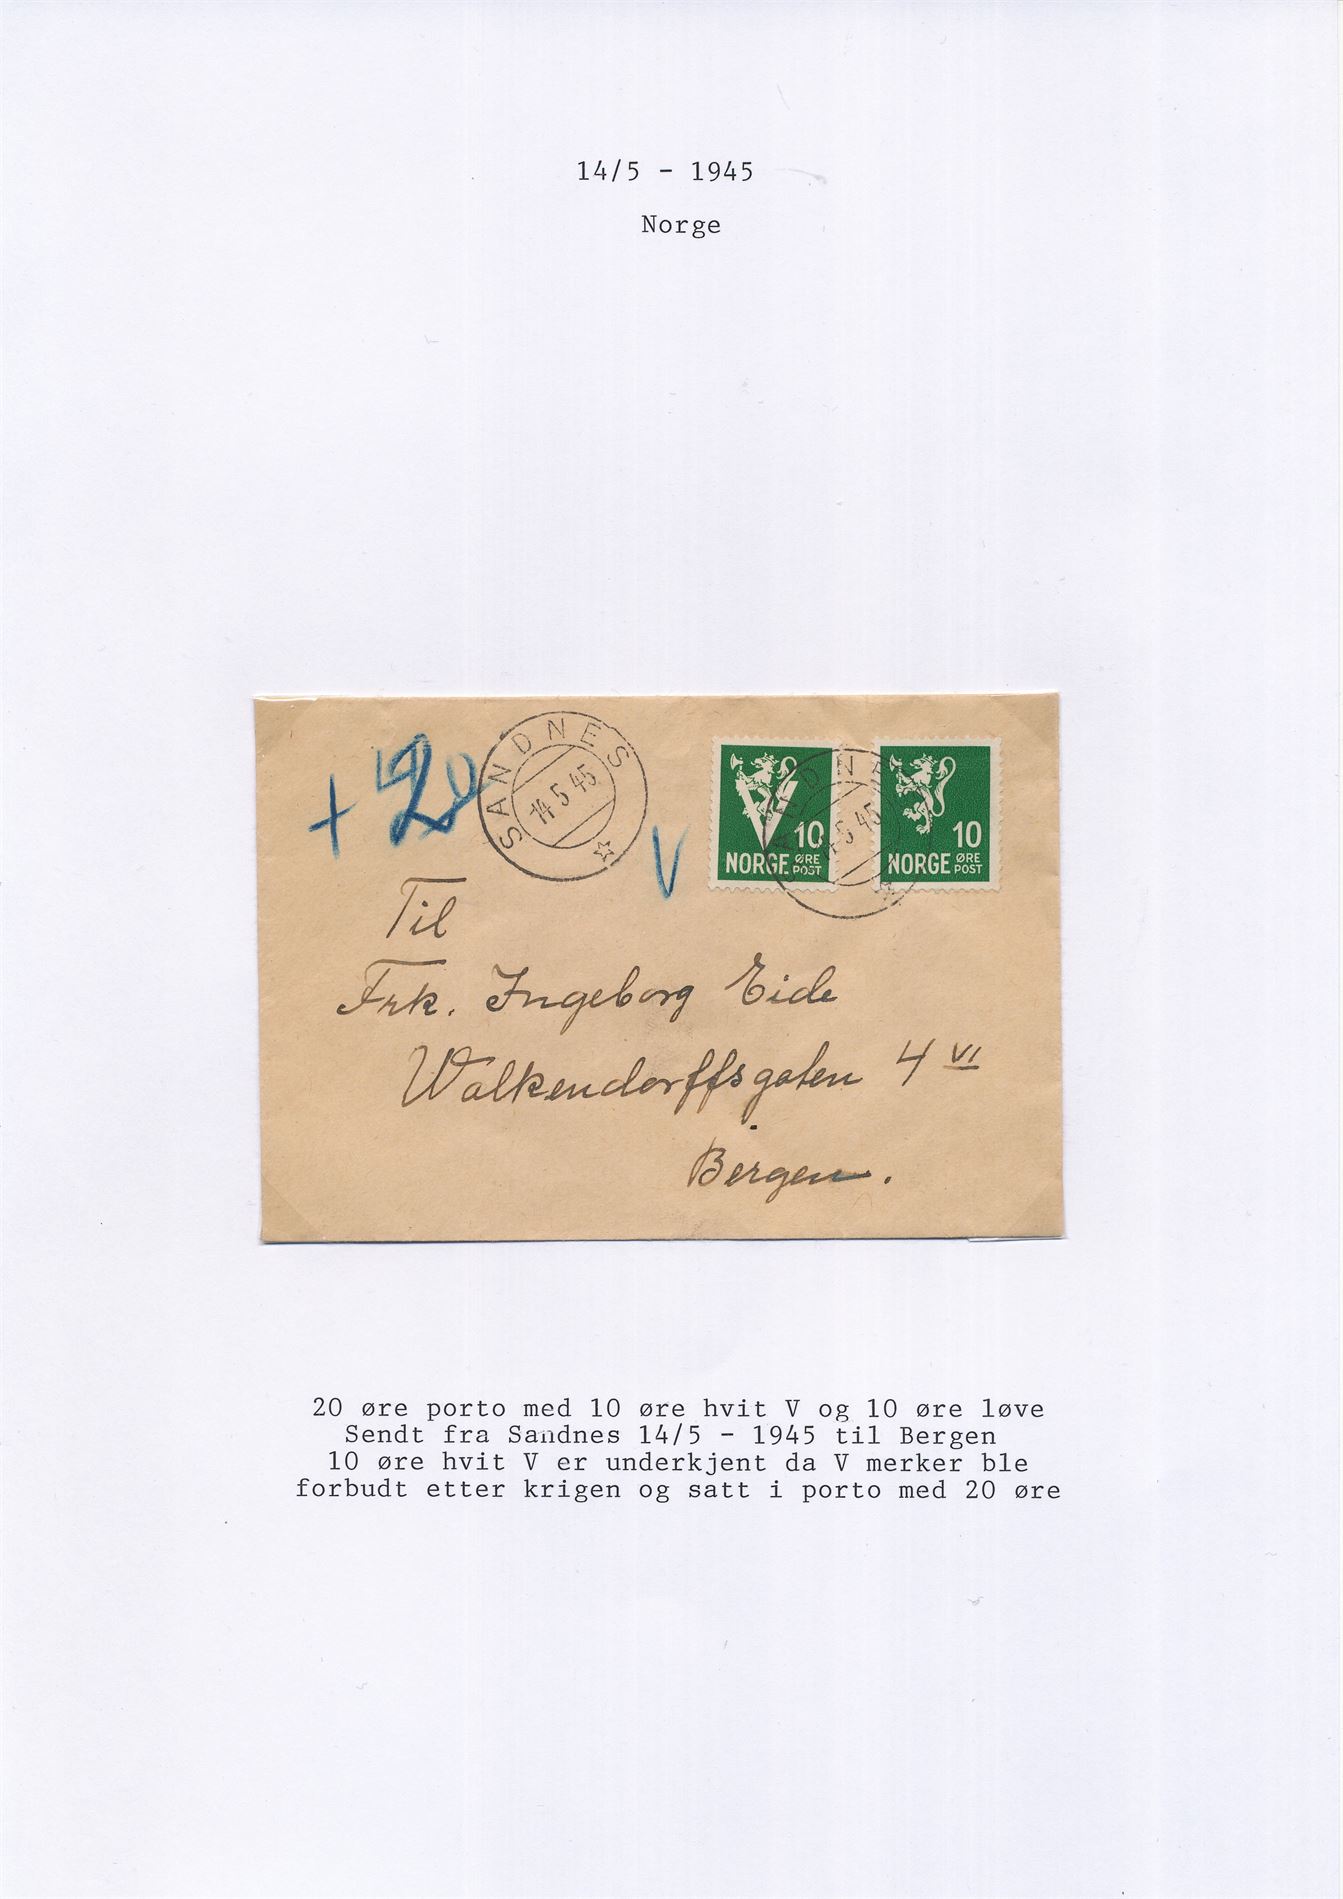 14/5 - 1945
Norge
SANDNES
14 5 45
V
10
NORGE ØRE POST
10
NORGE ØRE POST
Til
Frk. Ingeborg Eide
Walkendorffsgaten 4 VI
Bergen.
20 øre porto med 10 øre hvit V og 10 øre løve
Sendt fra Sandnes 14/5 - 1945 til Bergen
10 øre hvit V er underkjent da V merker ble
forbudt etter krigen og satt i porto med 20 øre